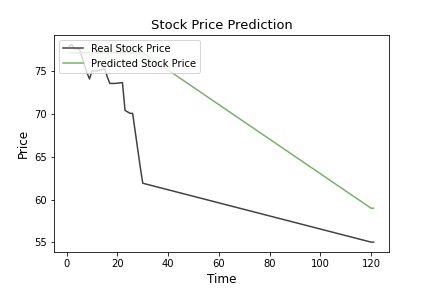 Stock Price Prediction
Real Stock Price
Predicted Stock Price
75
70
65
60
55
Price
0 20 40 60 80 100 120
Time